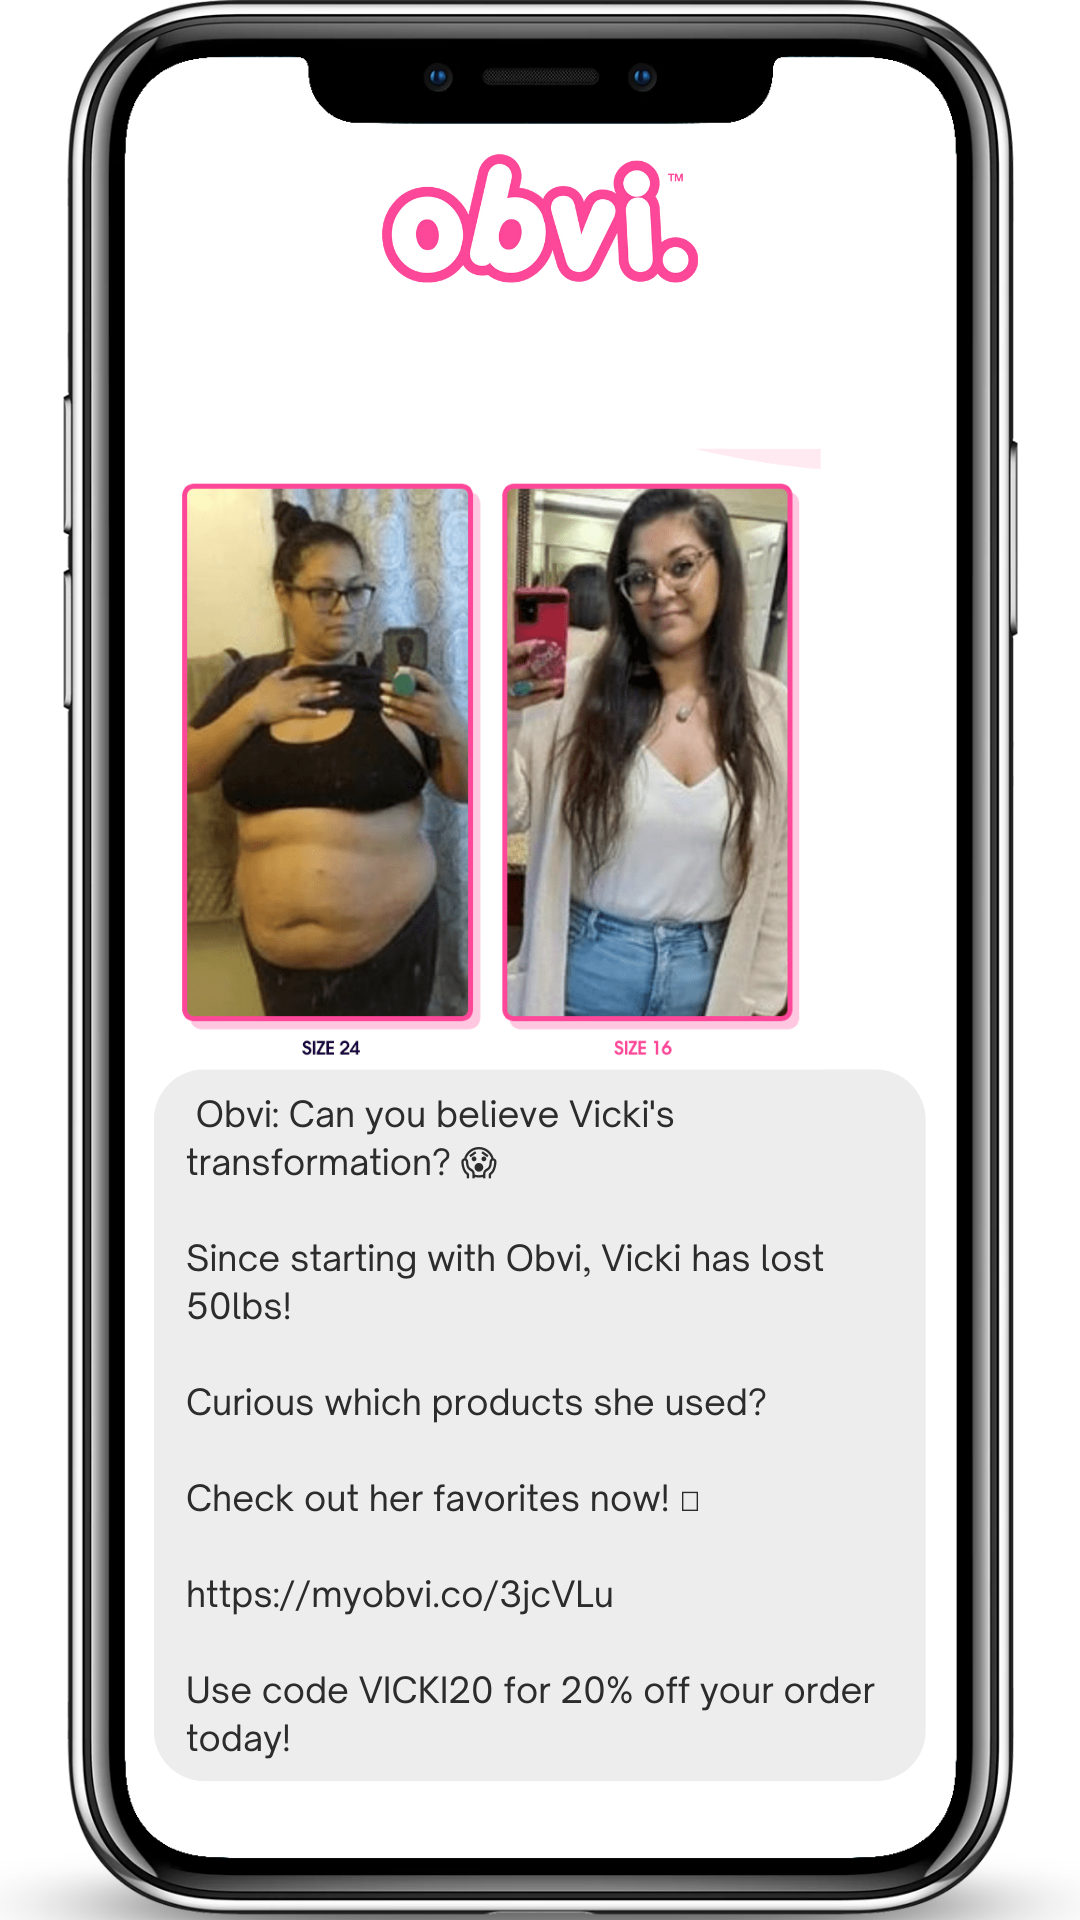 obvi.™
SIZE 24
SIZE 16
Obvi: Can you believe Vicki's
transformation? 😱
Since starting with Obvi, Vicki has lost
50lbs!
Curious which products she used?
Check out her favorites now! 
https://myobvi.co/3jcVLu
Use code VICKI20 for 20% off your order
today!